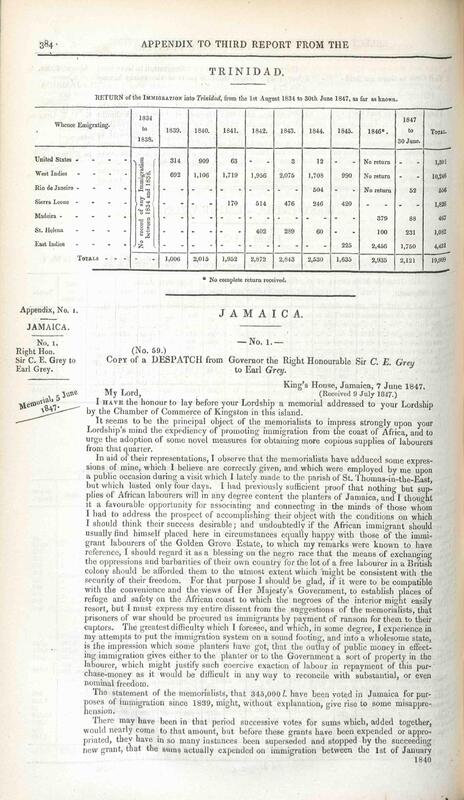 384
APPENDIX TO THIRD REPORT FROM THE
TRINIDAD.
RETURN of the IMMIGRATION into Trinidad, from the 1st August 1834 to 30th June 1847, as far as known.
Whence Emigrating. 1834 to 1838. 1839. 1840. 1841. 1842. 1843. 1844. 1845. 1846*. 1847 to 30 June. TOTAL.
No record of any Immigration between 1834 and 1838.
United States - - - 314 909 63 - - 3 12 - - No return - - 1,301
West Indies - - - 692 1,106 1,719 1,956 2,075 1,708 990 No return - - 10,246
Rio de Janeiro - - - - - - - - - - - - - 504 - - No return 52 556
Sierra Leone - - - - - - - 170 514 476 246 420 - - - - 1,826
Madeira - - - - - - - - - - - - - - - - - 379 88 467
St. Helena - - - - - - - - - 402 289 60 - - 100 231 1,082
East Indies - - - - - - - - - - - - - - - 225 2,456 1,750 4,431
TOTALS - - - - 1,006 2,015 1,952 2,872 2,843 2,530 1,635 2,935 2,121 19,909
* No complete return received.
Appendix, No. 1.
JAMAICA.
No. 1.
Right Hon.
Sir C. E. Grey to
Earl Grey.
Memorial, 5 June
1847.
JAMAICA.
— No. 1. —
(No. 59.)
COPY of a DESPATCH from Governor the Right Honourable Sir C. E. Grey
to Earl Grey.
King's House, Jamaica, 7 June 1847.
My Lord, (Received 9 July 1847.)
I HAVE the honour to lay before your Lordship a memorial addressed to your Lordship
by the Chamber of Commerce of Kingston in this island.
It seems to be the principal object of the memorialists to impress strongly upon your
Lordship's mind the expediency of promoting immigration from the coast of Africa, and to
urge the adoption of some novel measures for obtaining more copious supplies of labourers
from that quarter.
In aid of their representations, I observe that the memorialists have adduced some expres-
sions of mine, which I believe are correctly given, and which were employed by me upon
a public occasion during a visit which I lately made to the parish of St. Thomas-in-the-East,
but which lasted only four days. I had previously sufficient proof that nothing but sup-
plies of African labourers will in any degree content the planters of Jamaica, and I thought
it a favourable opportunity for associating and connecting in the minds of those whom
I had to address the prospect of accomplishing their object with the conditions on which
I should think their success desirable; and undoubtedly if the African immigrant should
usually find himself placed here in circumstances equally happy with those of the immi-
grant labourers of the Golden Grove Estate, to which my remarks were known to have
reference, I should regard it as a blessing on the negro race that the means of exchanging
the oppressions and barbarities of their own country for the lot of a free labourer in a British
colony should be afforded them to the utmost extent which might be consistent with the
security of their freedom. For that purpose I should be glad, if it were to be compatible
with the convenience and the views of Her Majesty's Government, to establish places of
refuge and safety on the African coast to which the negroes of the interior might easily
resort, but I must express my entire dissent from the suggestions of the memorialists, that
prisoners of war should be procured as immigrants by payment of ransom for them to their
captors. The greatest difficulty which I foresee, and which, in some degree, I experience in
my attempts to put the immigration system on a sound footing, and into a wholesome state,
is the impression which some planters have got, that the outlay of public money in effect-
ing immigration gives either to the planter or to the Government a sort of property in the
labourer, which might justify such coercive exaction of labour in repayment of this pur-
chase-money as it would be difficult in any way to reconcile with substantial, or even
nominal freedom.
The statement of the memorialists, that 345,000 l. have been voted in Jamaica for pur-
poses of immigration since 1839, might, without explanation, give rise to some misappre-
hension.
There may have been in that period successive votes for sums which, added together,
would nearly come to that amount, but before these grants have been expended or appro-
priated, they have in so many instances been superseded and stopped by the succeeding
new grant, that the sums actually expended on immigration between the 1st of January
1840